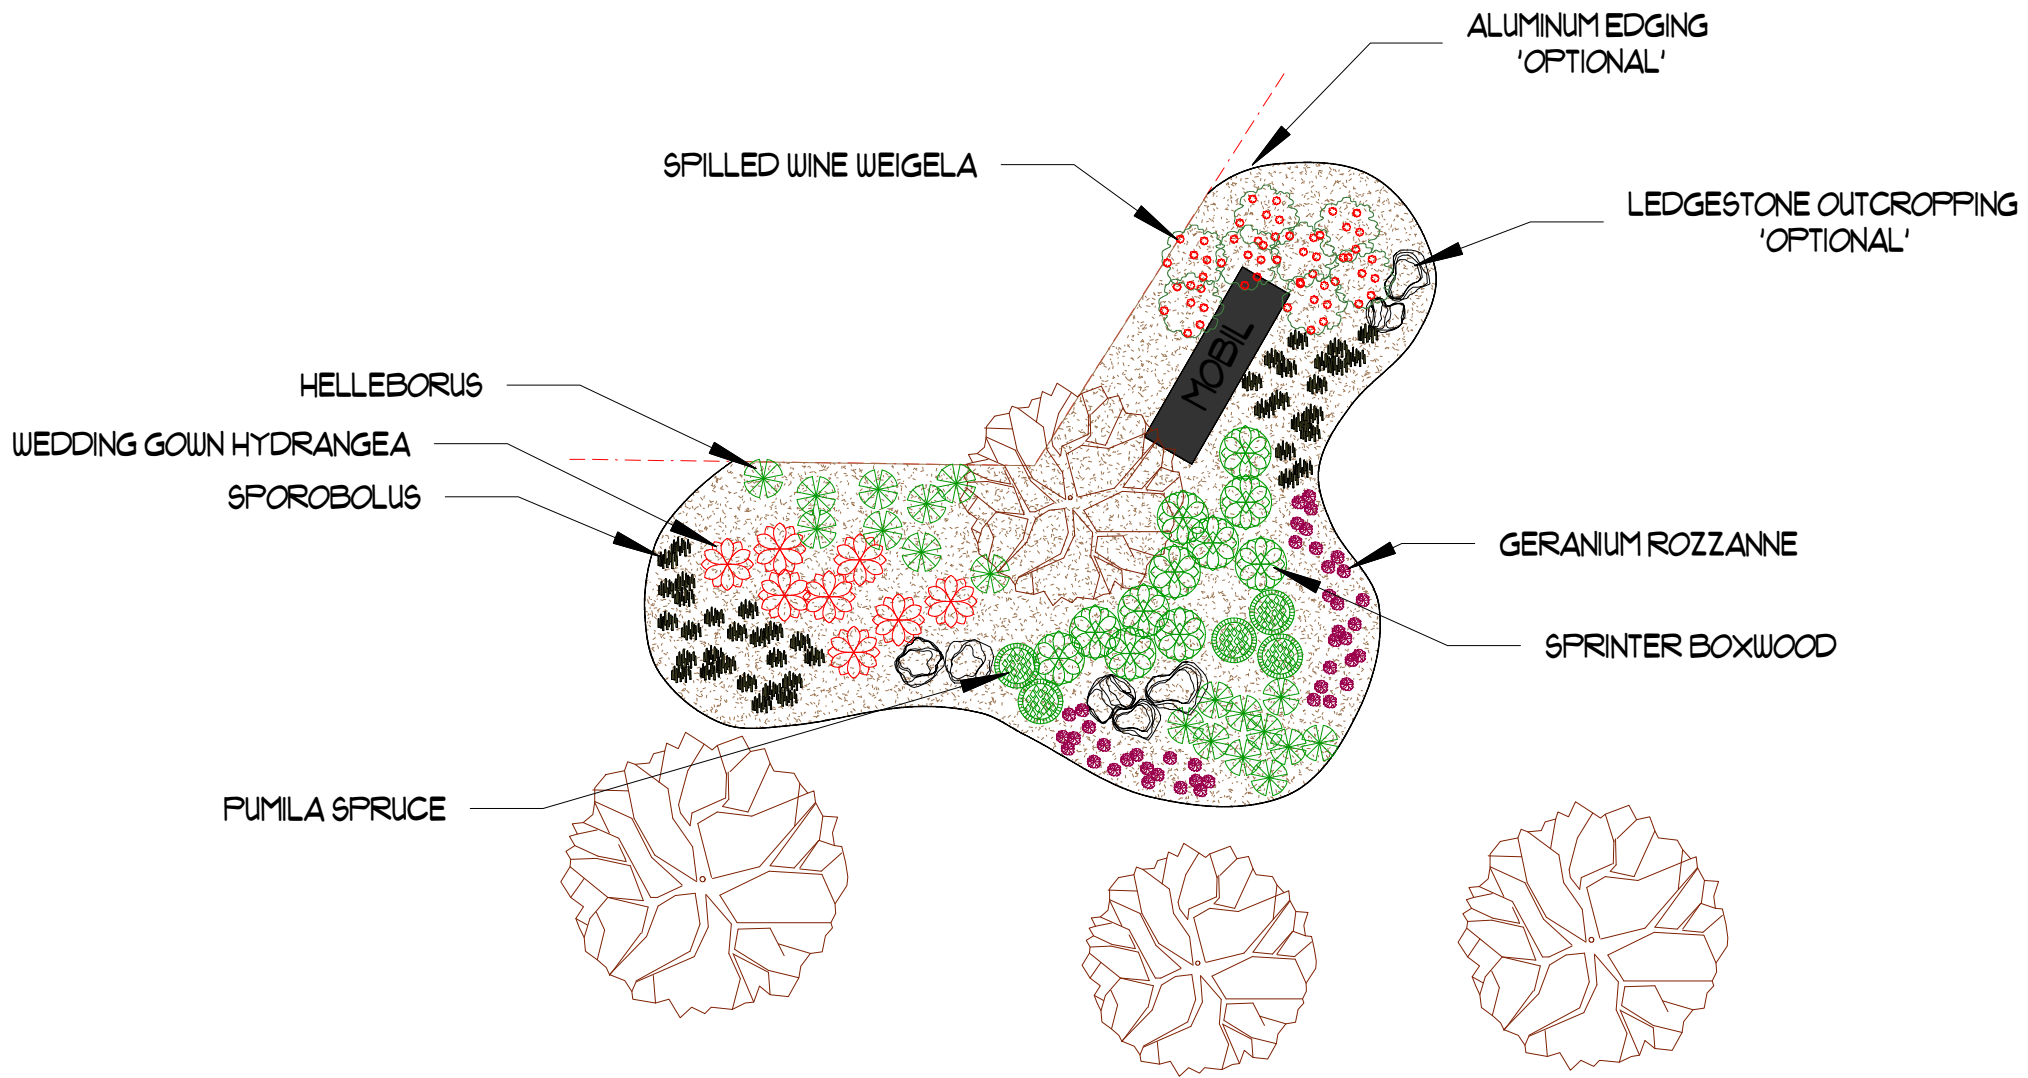 ALUMINUM EDGING
'OPTIONAL'
SPILLED WINE WEIGELA
LEDGESTONE OUTCROPPING
'OPTIONAL'
MOBIL
HELLEBORUS
WEDDING GOWN HYDRANGEA
SPOROBOLUS
GERANIUM ROZZANNE
SPRINTER BOXWOOD
PUMILA SPRUCE